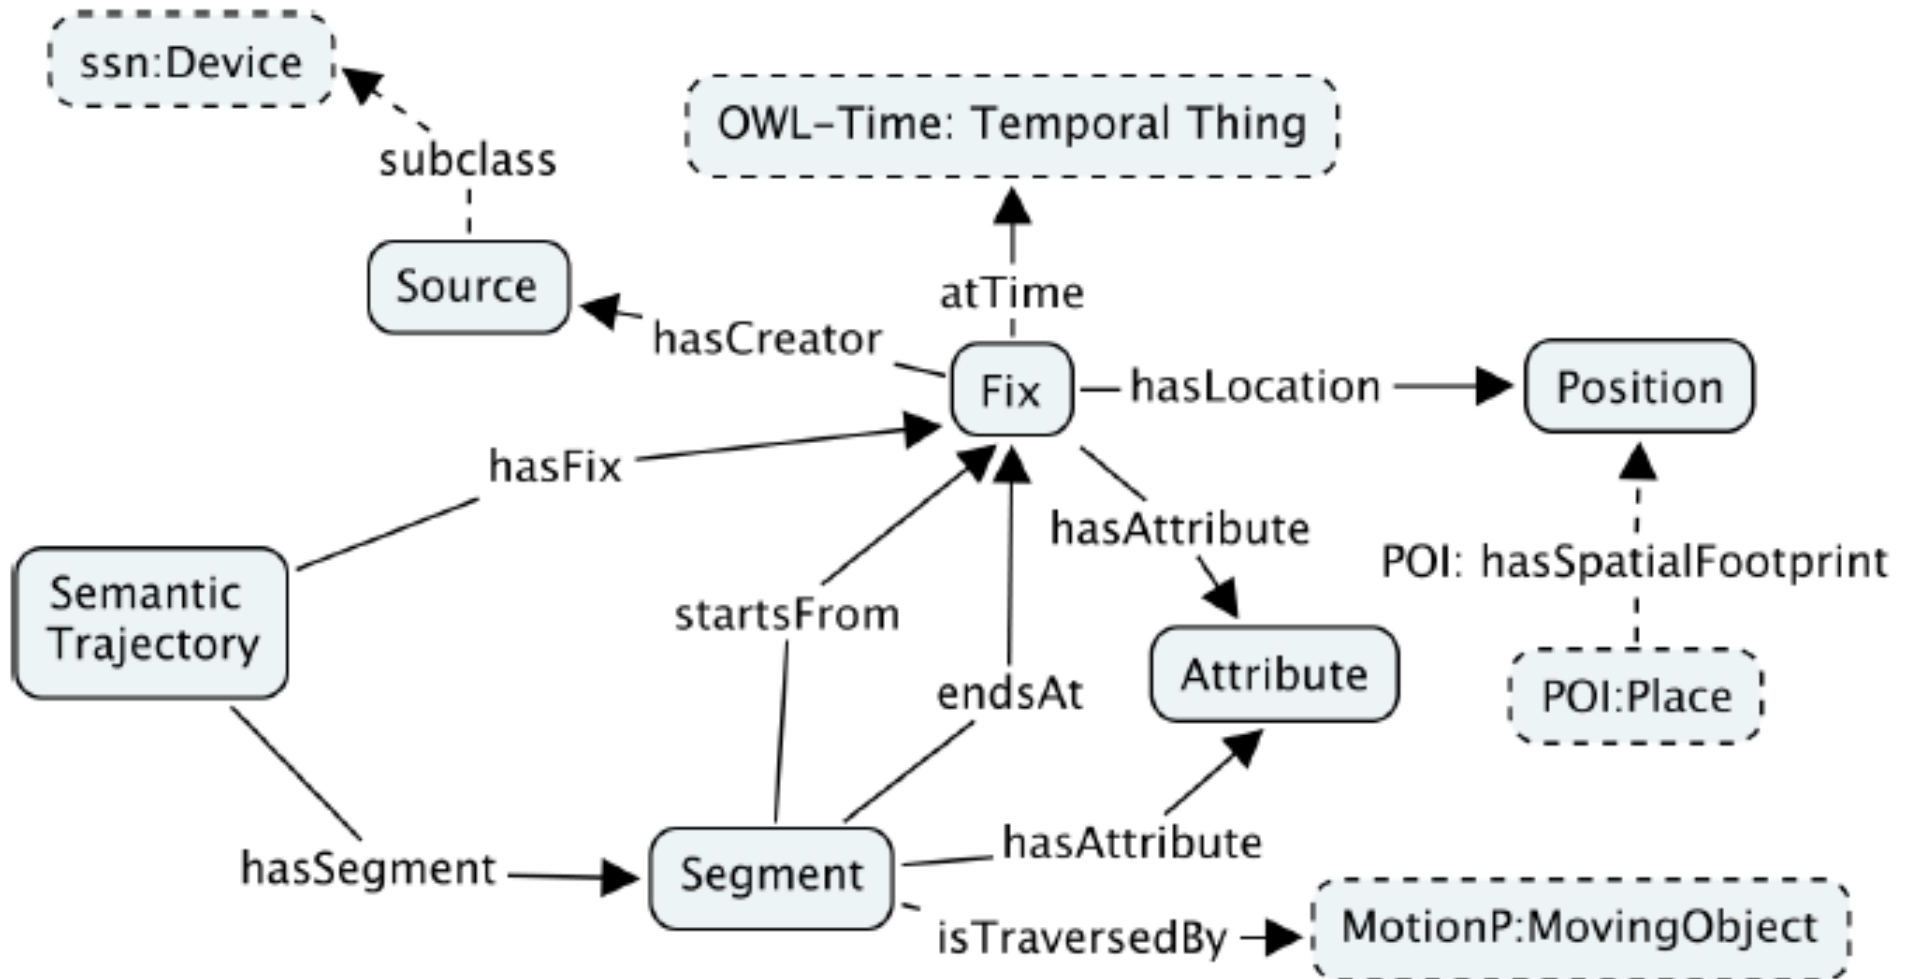 ssn:Device
OWL-Time: Temporal Thing
subclass
Source
atTime
hasCreator
Fix
hasLocation
Position
hasFix
hasAttribute
POI: hasSpatialFootprint
Semantic
Trajectory
startsFrom
endsAt
Attribute
POI:Place
hasSegment
Segment
hasAttribute
isTraversedBy
MotionP:MovingObject